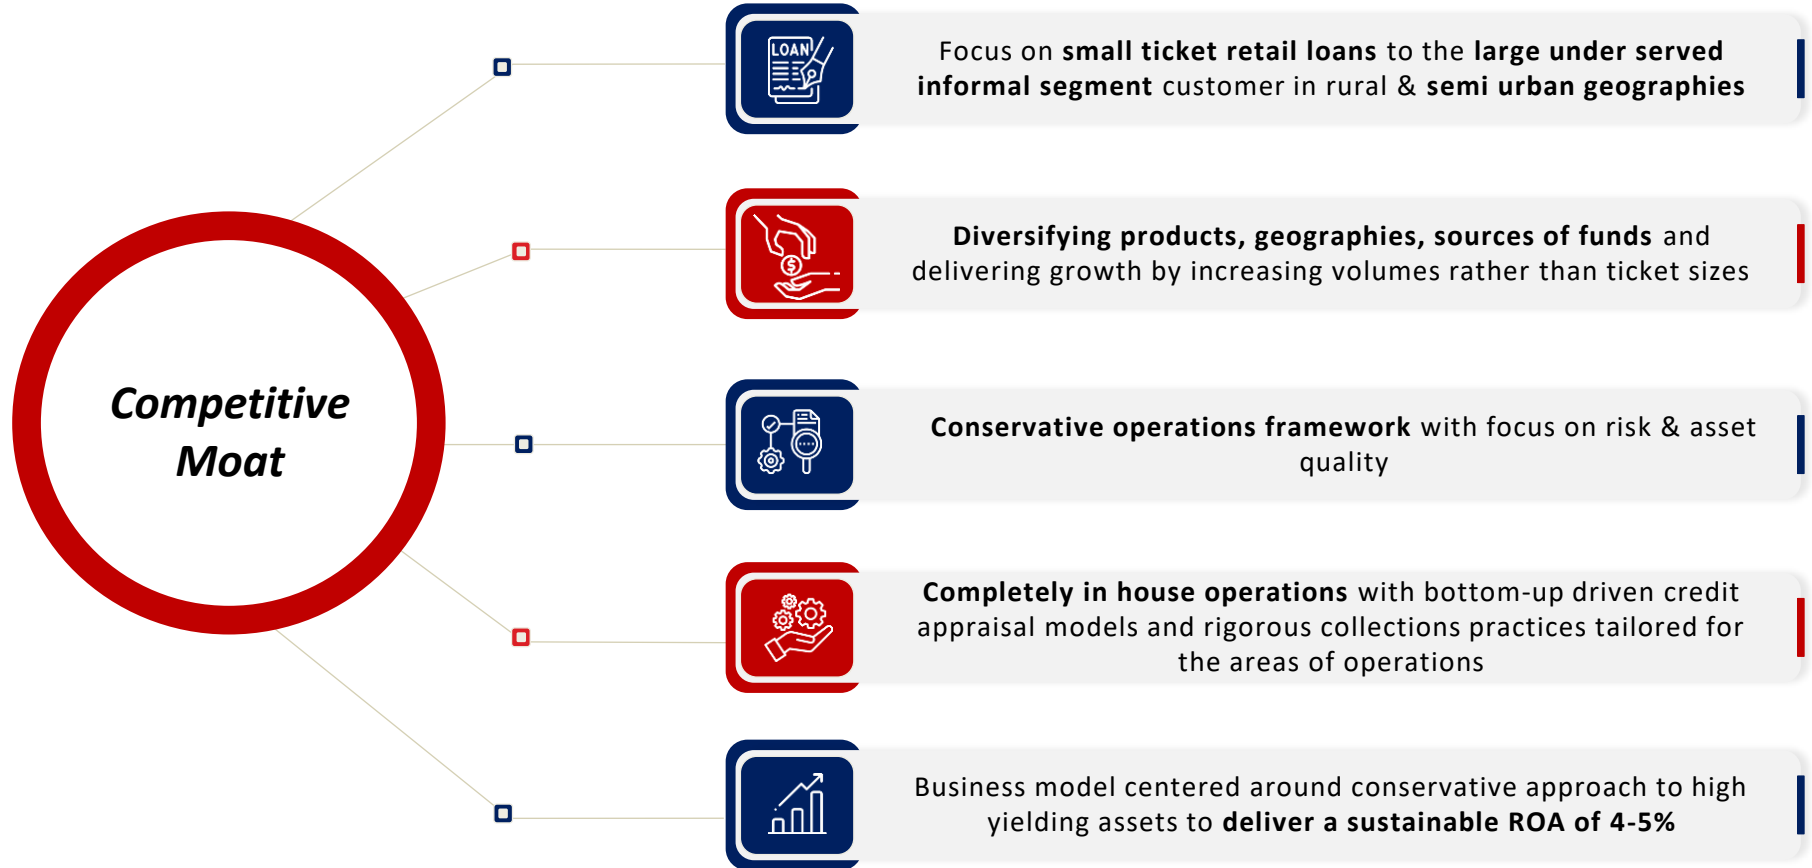 LOAN
Focus on small ticket retail loans to the large under served
informal segment customer in rural & semi urban geographies
$
Diversifying products, geographies, sources of funds and
delivering growth by increasing volumes rather than ticket sizes
Competitive
Moat
Conservative operations framework with focus on risk & asset
quality
Completely in house operations with bottom-up driven credit
appraisal models and rigorous collections practices tailored for
the areas of operations
Business model centered around conservative approach to high
yielding assets to deliver a sustainable ROA of 4-5%